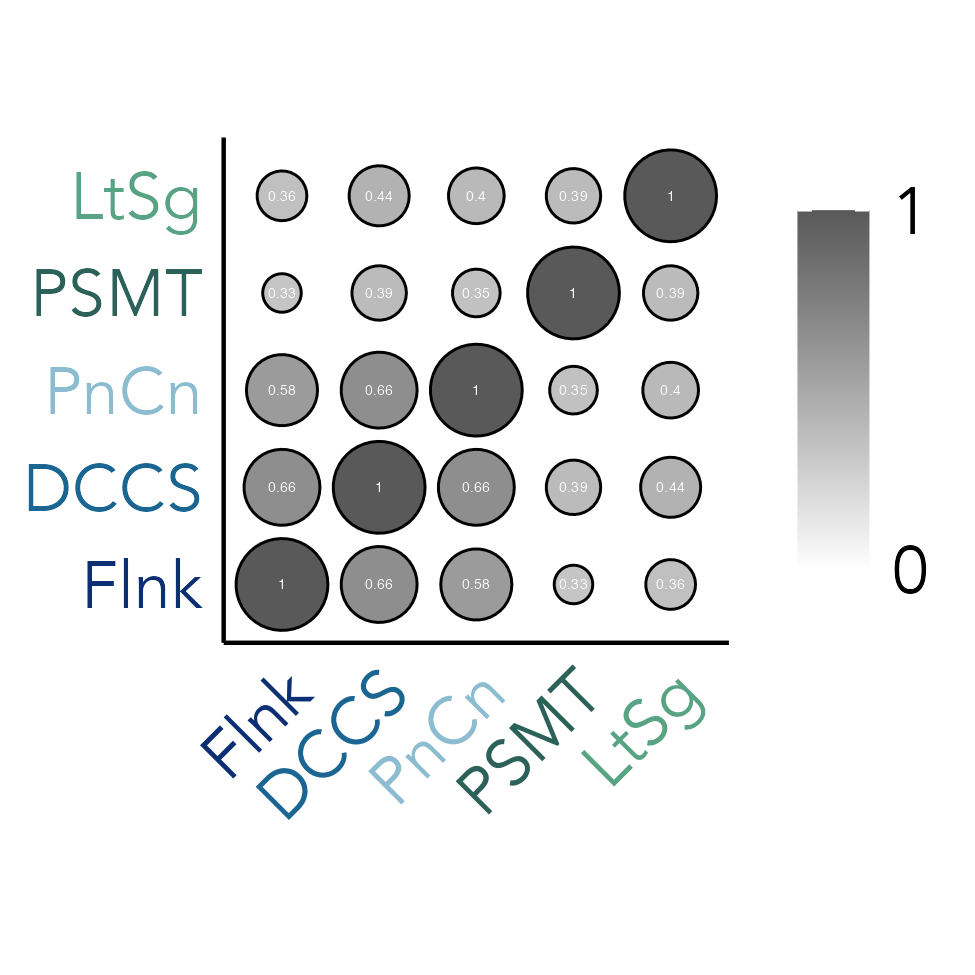 LtSg 0.36 0.44 0.4 0.39 1
PSMT 0.33 0.39 0.35 1 0.39
PnCn 0.58 0.66 1 0.35 0.4
DCCS 0.66 1 0.66 0.39 0.44
Flnk 1 0.66 0.58 0.33 0.36
Flnk DCCS PnCn PSMT LtSg
1
0